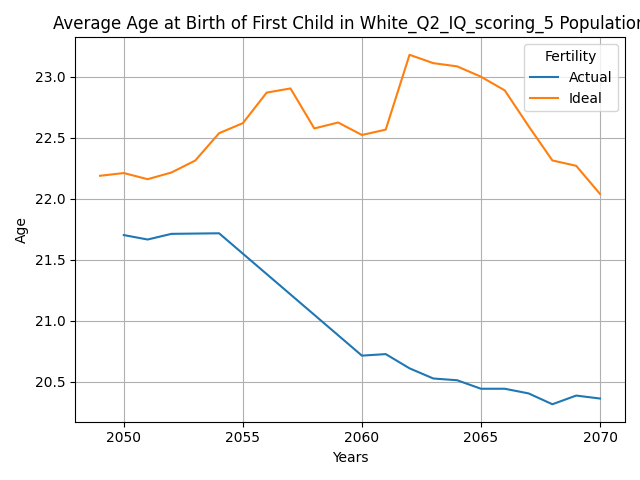 Average Age at Birth of First Child in White_Q2_IQ_scoring_5 Population
Fertility
Actual
Ideal
23.0
22.5
22.0
21.5
21.0
20.5
Age
2050 2055 2060 2065 2070
Years